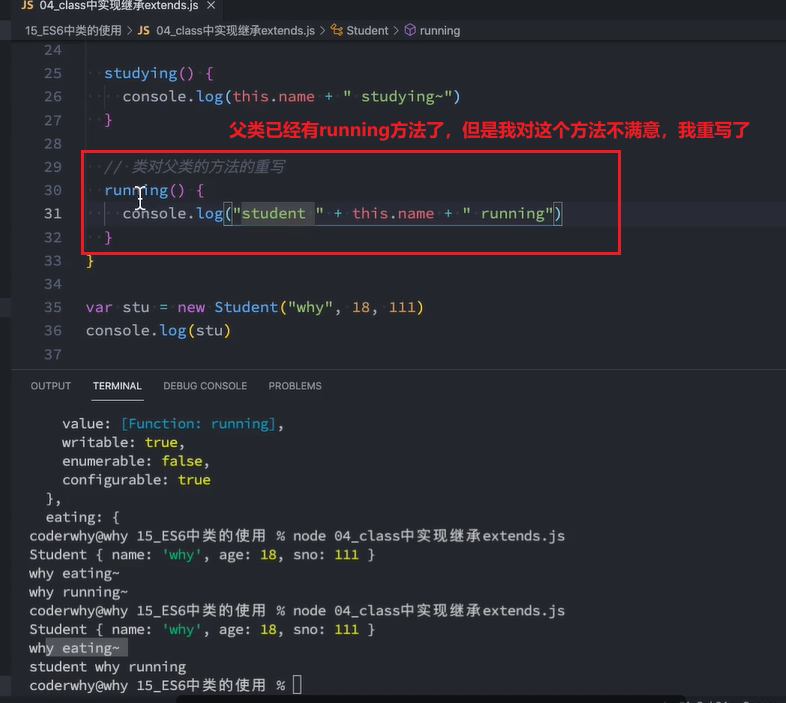 JS 04_class中实现继承extends.js ×
15_ES6中类的使用 > JS 04_class中实现继承extends.js > Student > running
24
25 studying() {
26 console.log(this.name + " studying~")
27 }
28
父类已经有running方法了，但是我对这个方法不满意，我重写了
29 // 类对父类的方法的重写
30 running() {
31 console.log("student " + this.name + " running")
32 }
33 }
34
35 var stu = new Student("why", 18, 111)
36 console.log(stu)
37
OUTPUT TERMINAL DEBUG CONSOLE PROBLEMS
value: [Function: running],
writable: true,
enumerable: false,
configurable: true
},
eating: {
coderwhy@why 15_ES6中类的使用 % node 04_class中实现继承extends.js
Student { name: 'why', age: 18, sno: 111 }
why eating~
why running~
coderwhy@why 15_ES6中类的使用 % node 04_class中实现继承extends.js
Student { name: 'why', age: 18, sno: 111 }
why eating~
student why running
coderwhy@why 15_ES6中类的使用 %